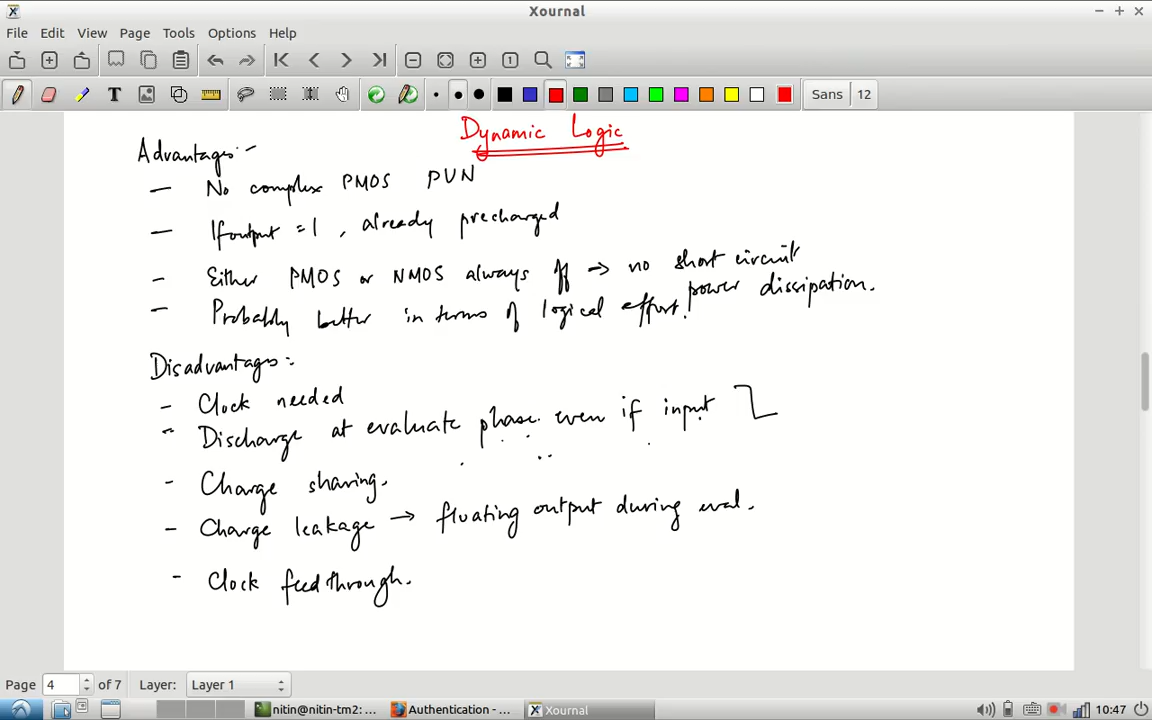 Xournal
File Edit View Page Tools Options Help
Sans 12
Dynamic Logic
Advantages:-
— No complex PMOS PUN
— If output = 1, already precharged
- Either PMOS or NMOS always off → no short circuit
power dissipation.
— Probably better in terms of logical effort.
Disadvantages:
- Clock needed
- Discharge at evaluate phase. even if input
- Charge sharing.
- Charge leakage → floating output during eval.
- Clock feedthrough.
Page 4 of 7 Layer: Layer 1
nitin@nitin-tm2: ... Authentication - ... Xournal 10:47